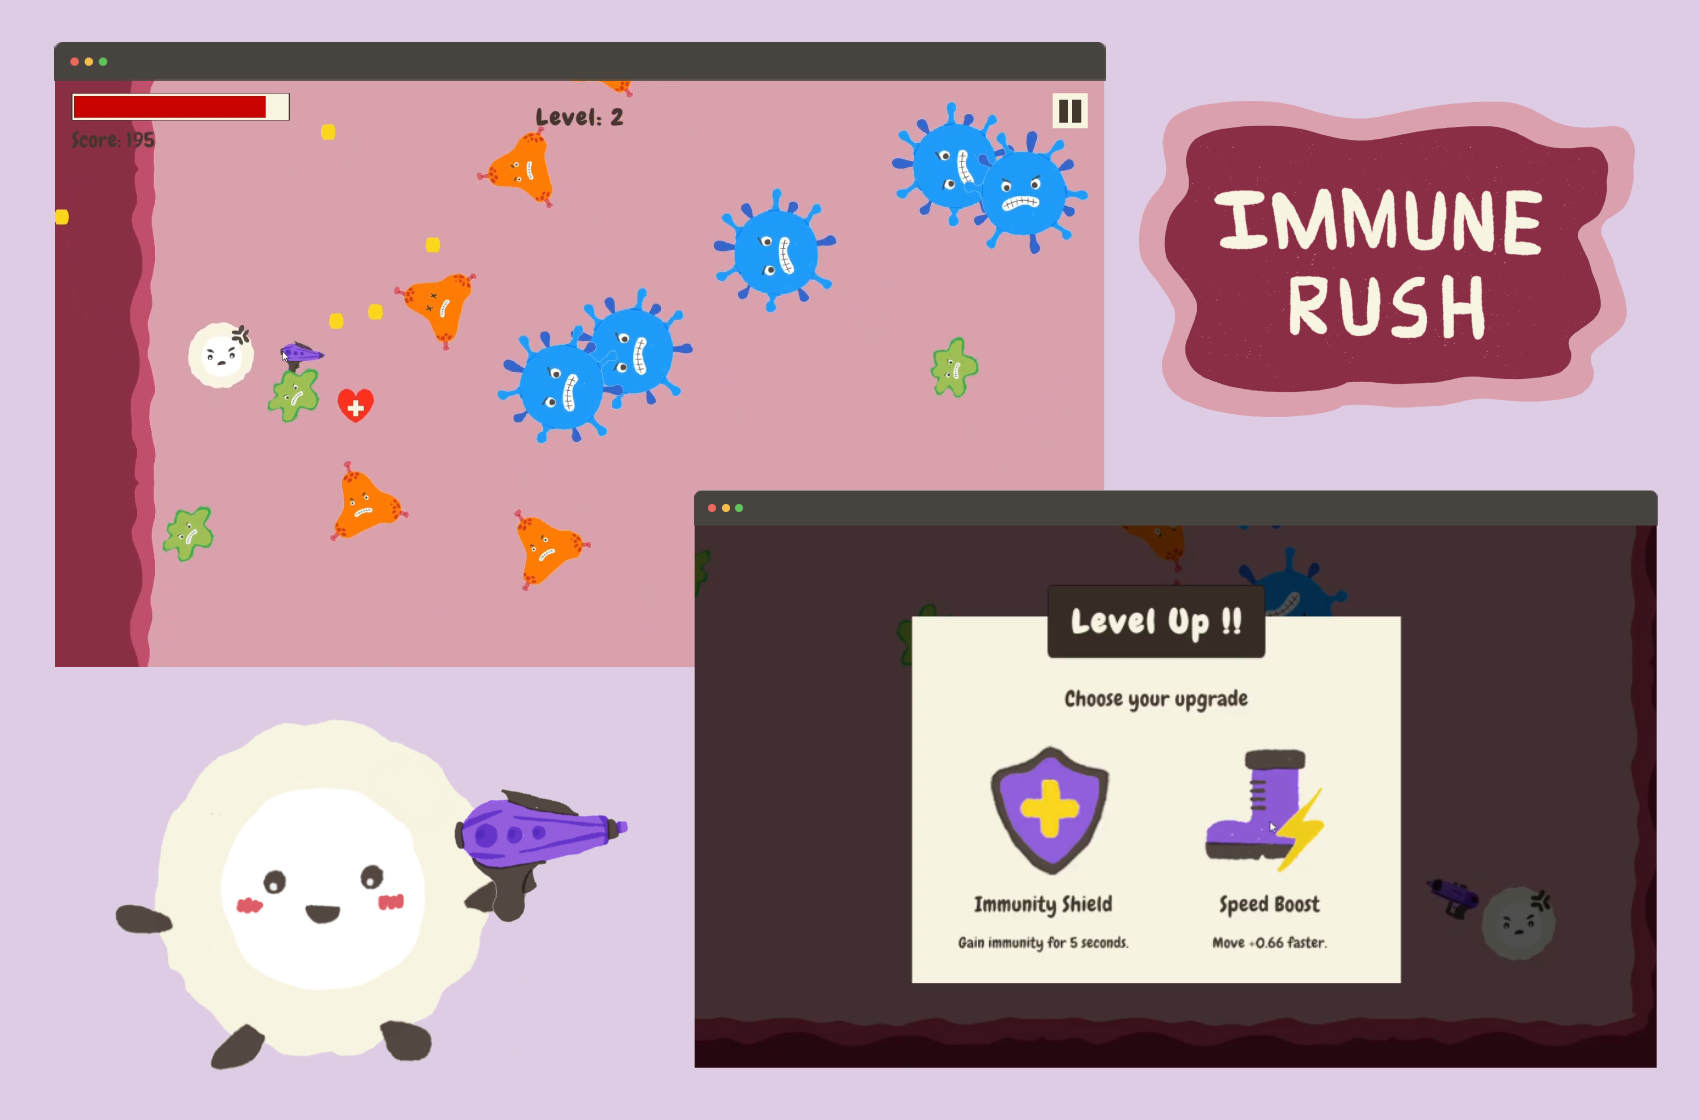 Level: 2
Score: 195
IMMUNE
RUSH
Level Up !!
Choose your upgrade
Immunity Shield
Gain immunity for 5 seconds.
Speed Boost
Move +0.66 faster.